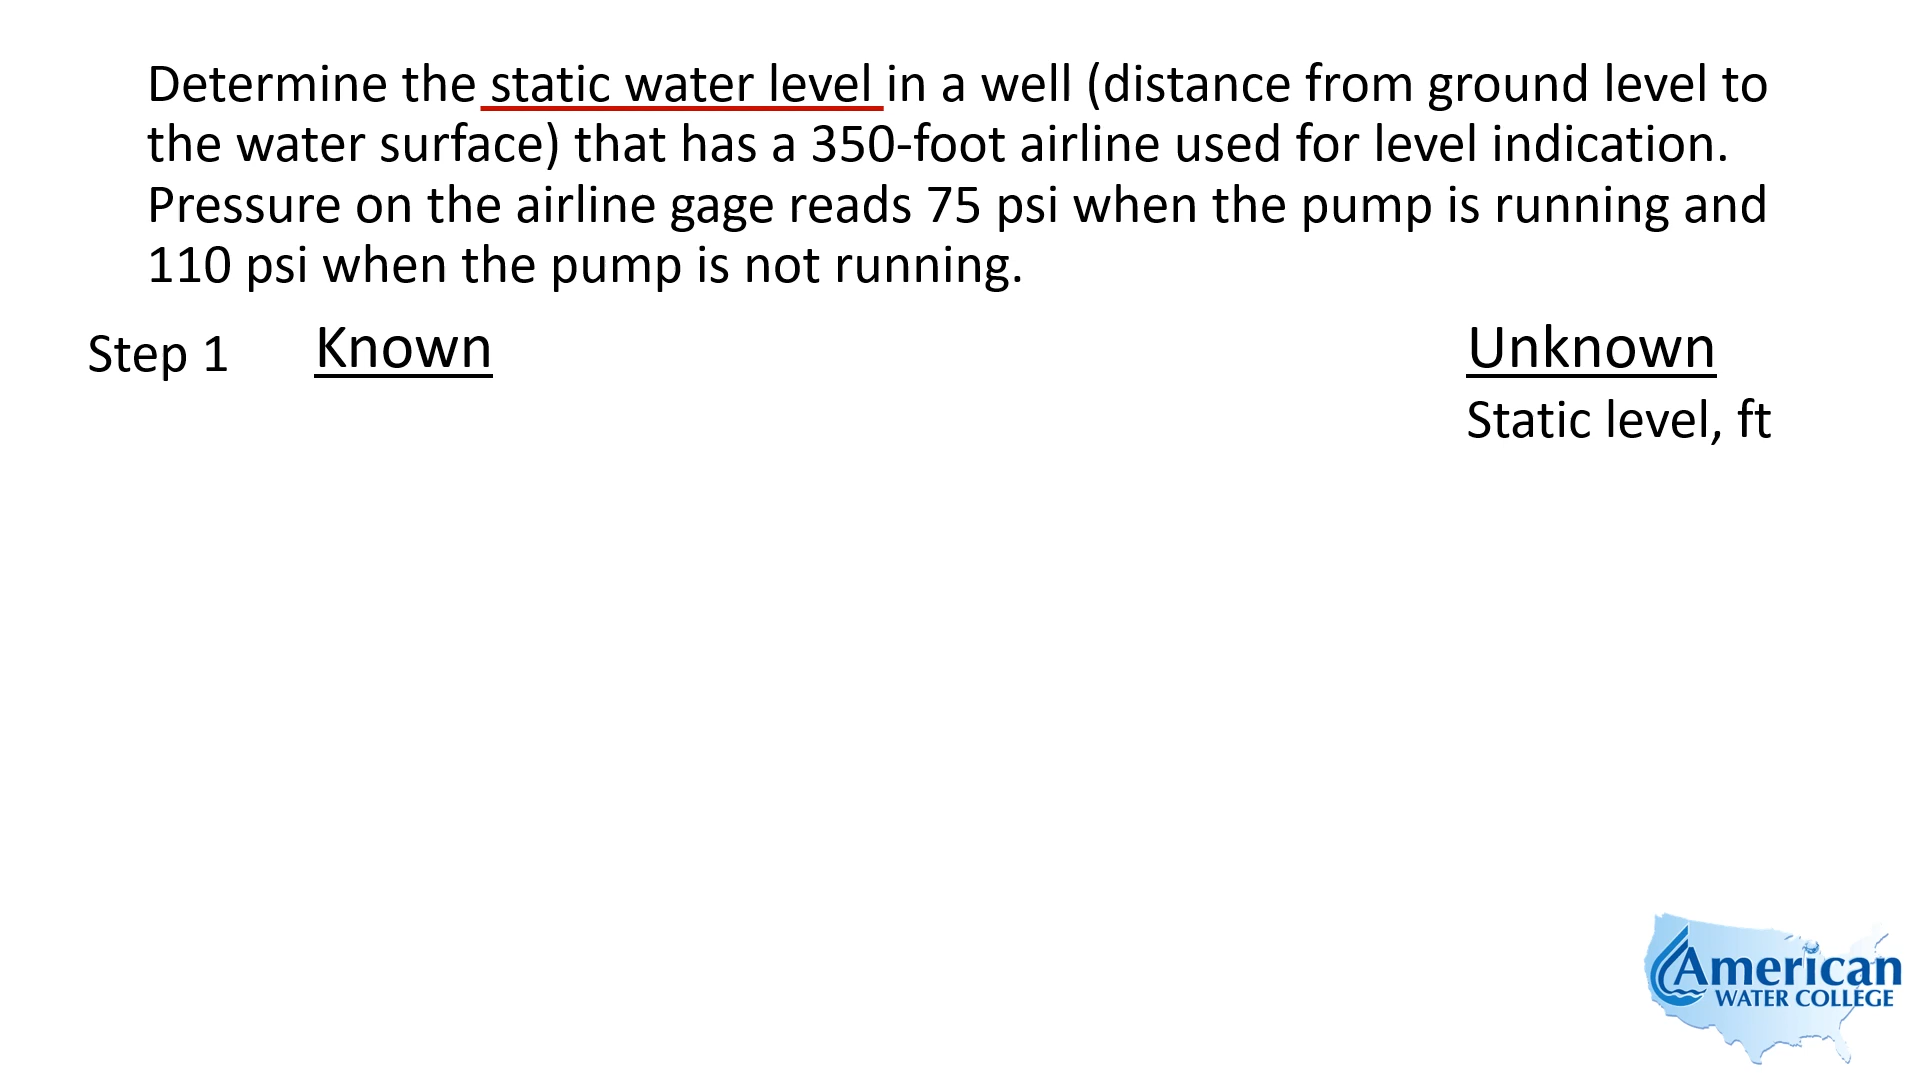 Determine the static water level in a well (distance from ground level to
the water surface) that has a 350-foot airline used for level indication.
Pressure on the airline gage reads 75 psi when the pump is running and
110 psi when the pump is not running.
Step 1 Known Unknown
Static level, ft
American
WATER COLLEGE